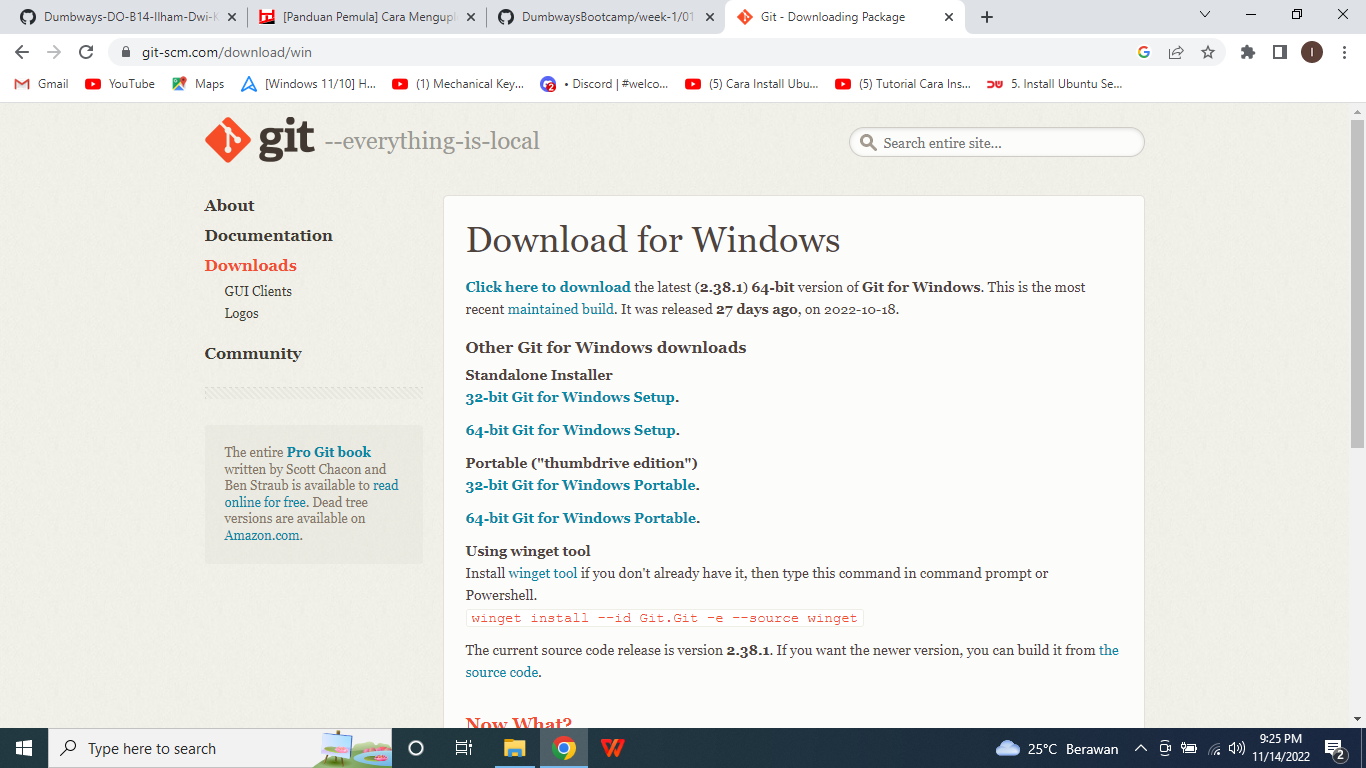 Dumbways-DO-B14-Ilham-Dwi-K
[Panduan Pemula] Cara Mengupl
DumbwaysBootcamp/week-1/01
Git - Downloading Package
git-scm.com/download/win
I
Gmail
YouTube
Maps
[Windows 11/10] H...
(1) Mechanical Key...
2
• Discord | #welco...
(5) Cara Install Ubu...
(5) Tutorial Cara Ins...
5. Install Ubuntu Se...
git --everything-is-local
Search entire site...
About
Documentation
Downloads
GUI Clients
Logos
Community
The entire Pro Git book
written by Scott Chacon and
Ben Straub is available to read
online for free. Dead tree
versions are available on
Amazon.com.
Download for Windows
Click here to download the latest (2.38.1) 64-bit version of Git for Windows. This is the most
recent maintained build. It was released 27 days ago, on 2022-10-18.
Other Git for Windows downloads
Standalone Installer
32-bit Git for Windows Setup.
64-bit Git for Windows Setup.
Portable ("thumbdrive edition")
32-bit Git for Windows Portable.
64-bit Git for Windows Portable.
Using winget tool
Install winget tool if you don't already have it, then type this command in command prompt or
Powershell.
winget install --id Git.Git -e --source winget
The current source code release is version 2.38.1. If you want the newer version, you can build it from the
source code.
Now What?
Type here to search
25°C Berawan
9:25 PM
11/14/2022
2